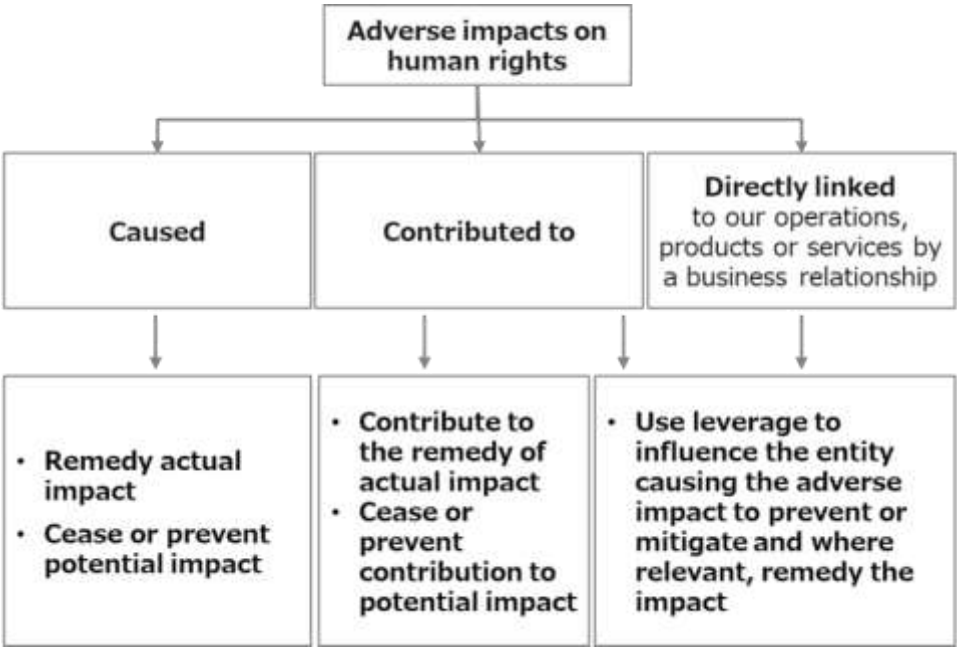 Adverse impacts on
human rights
Caused
Contributed to
Directly linked
to our operations,
products or services by
a business relationship
• Remedy actual
impact
• Cease or prevent
potential impact
• Contribute to
the remedy of
actual impact
• Cease or
prevent
contribution to
potential impact
• Use leverage to
influence the entity
causing the adverse
impact to prevent or
mitigate and where
relevant, remedy the
impact